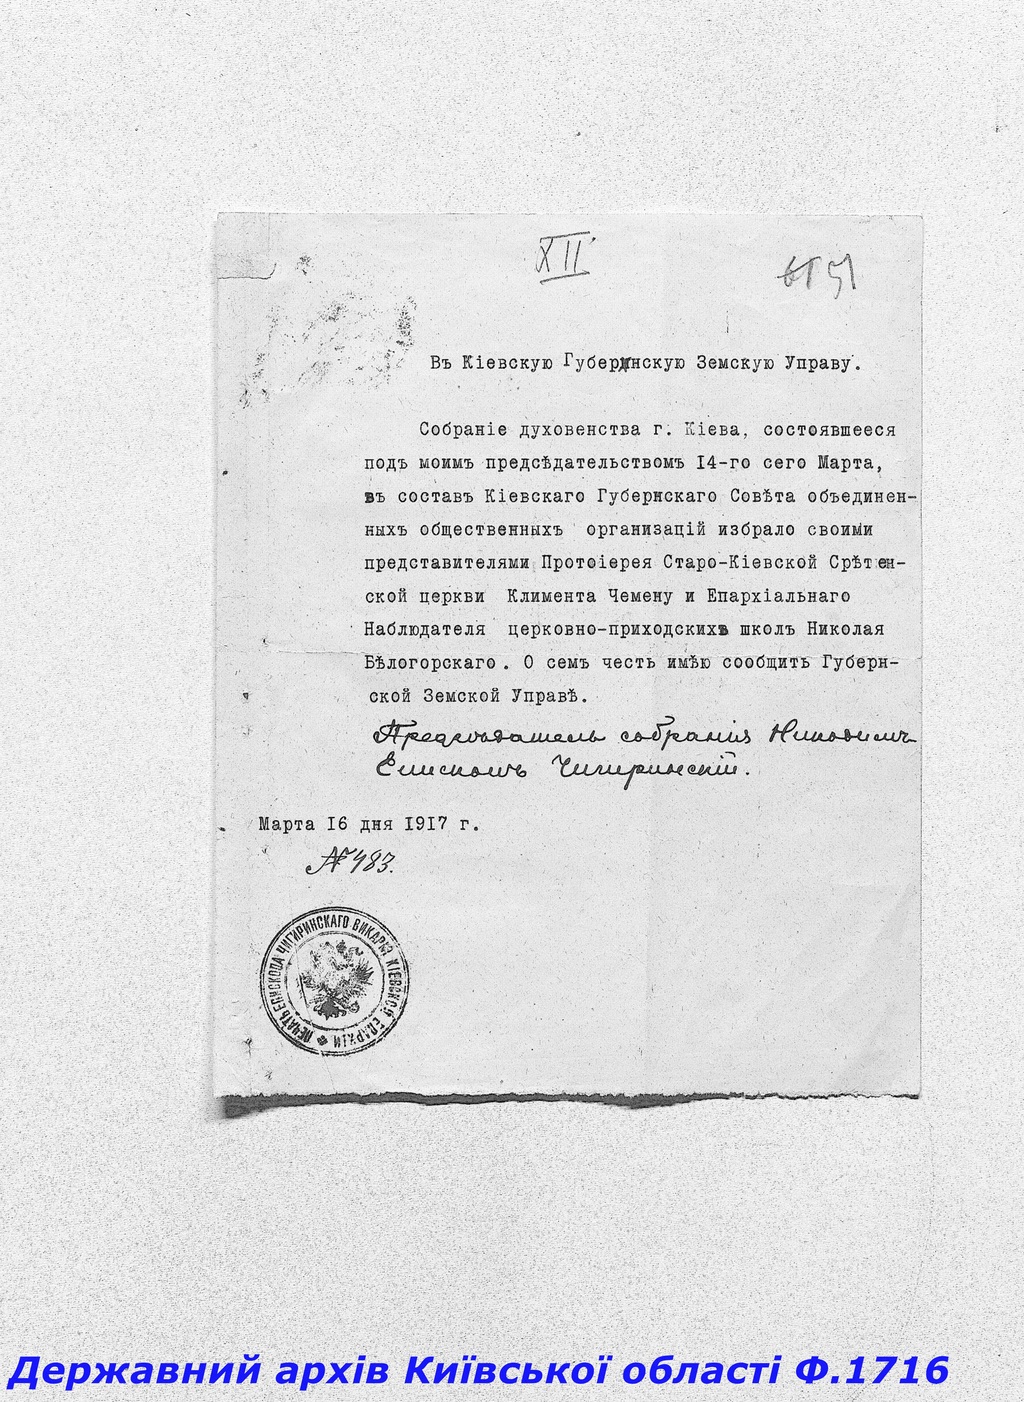 XII
51
Въ Кіевскую Губернскую Земскую Управу.
Собраніе духовенства г. Кіева, состоявшееся
подъ моимъ предсѣдательствомъ 14-го сего Марта,
въ составъ Кіевскаго Губернскаго Совѣта объединен-
ныхъ общественныхъ организацій избрало своими
представителями Протоіерея Старо-Кіевской Срѣтен-
ской церкви Климента Чемену и Епархіальнаго
Наблюдателя церковно-приходскихъ школъ Николая
Бѣлогорскаго. О семъ честь имѣю сообщить Губерн-
ской Земской Управѣ.
Предсѣдатель собранія Никодимъ
Епископъ Чигиринскій.
Марта 16 дня 1917 г.
№ 483.
ПЕЧАТЬ ЕПИСКОПА ЧИГИРИНСКАГО ВИКАРІЯ КІЕВСКОЙ ЕПАРХІИ
Державний архів Київської області Ф.1716